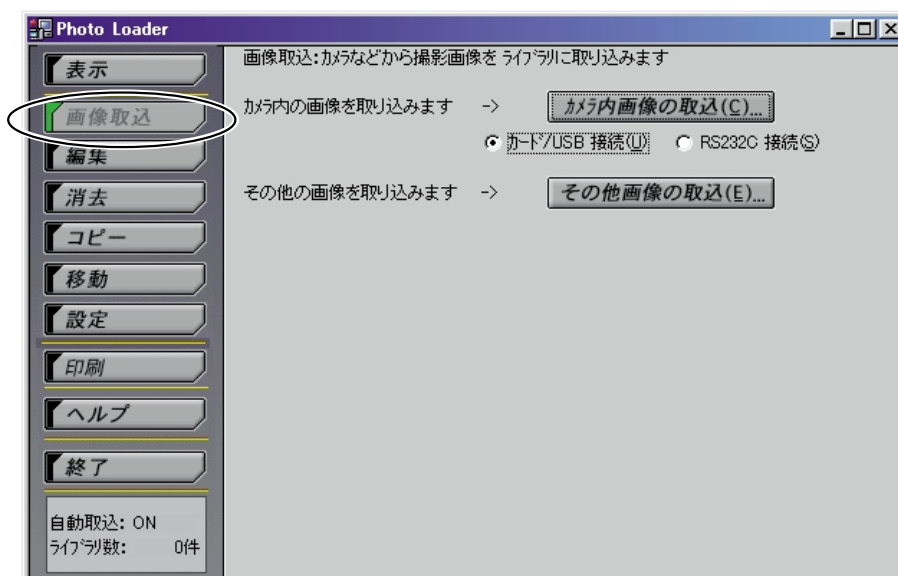 Photo Loader
表示
画像取込
編集
消去
コピー
移動
設定
印刷
ヘルプ
終了
自動取込: ON
ﾗｲﾌﾞﾗﾘ数: 0件
画像取込:ｶﾒﾗなどから撮影画像を ﾗｲﾌﾞﾗﾘに取り込みます
ｶﾒﾗ内の画像を取り込みます -> ｶﾒﾗ内画像の取込(C)...
ｶｰﾄﾞ/USB 接続(U) RS232C 接続(S)
その他の画像を取り込みます -> その他画像の取込(E)...